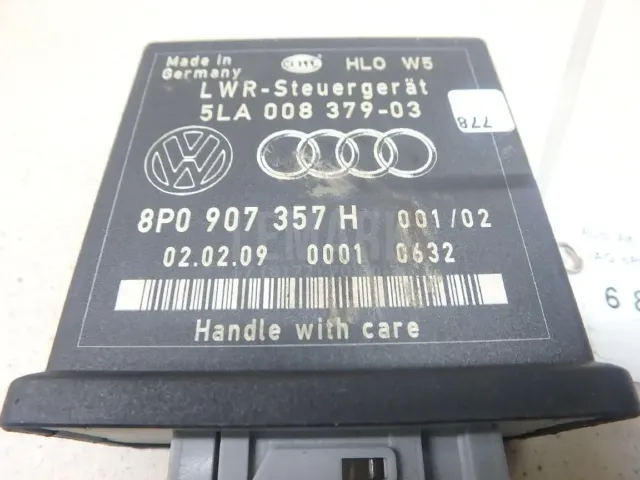 Made in HLO W5
Germany
LWR-Steuergerät
5LA 008 379-03
778
8P0 907 357 H 001/02
02.02.09 0001 0632
Handle with care